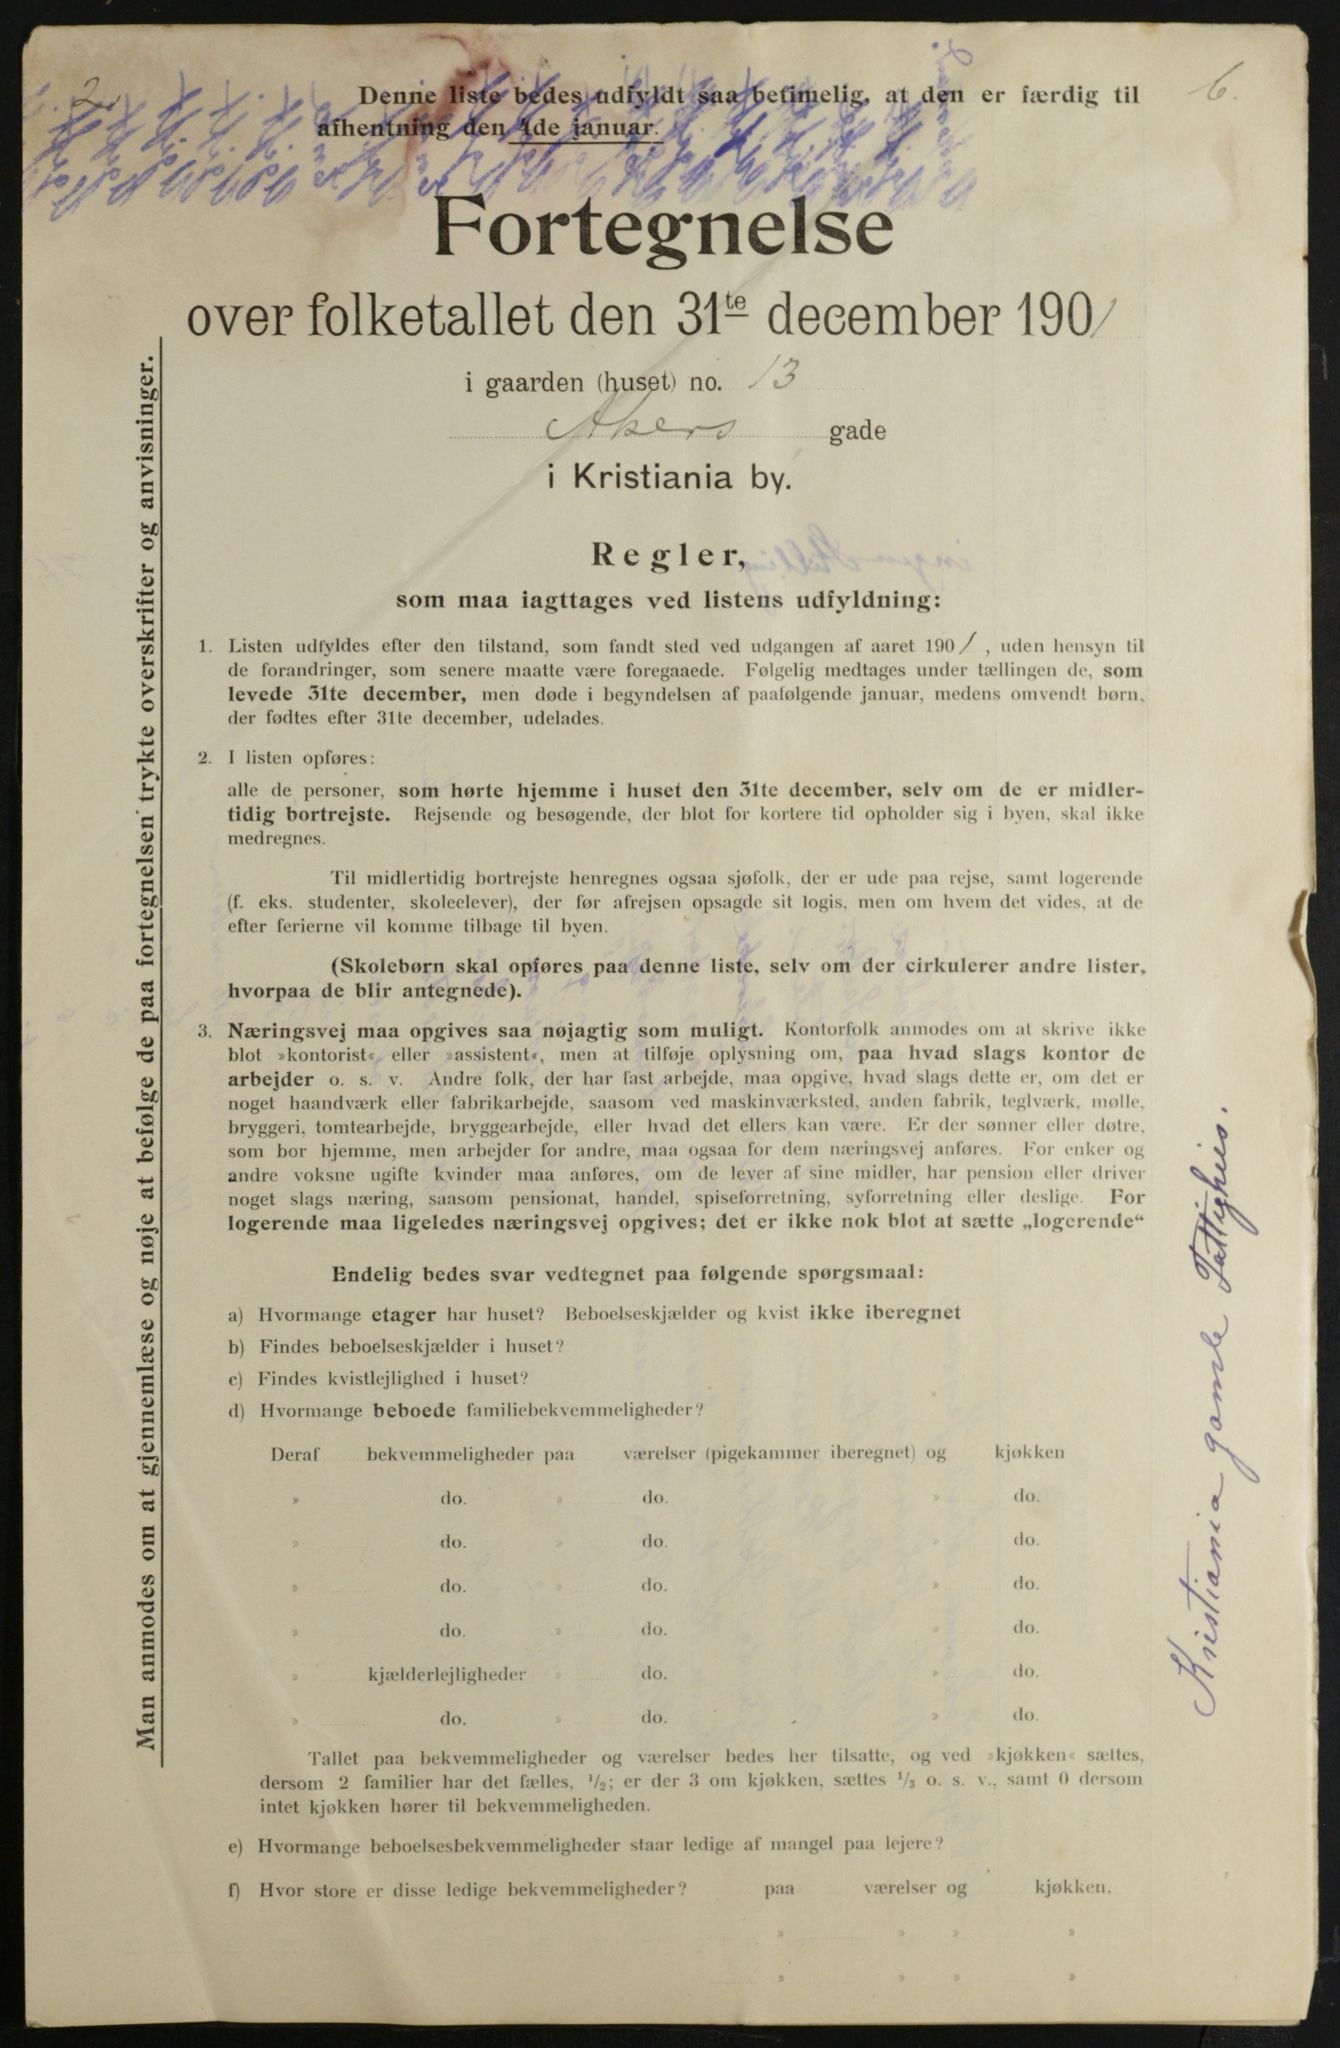 2.
6.
Denne liste bedes udfyldt saa betimelig, at den er færdig til
afhentning den 4de januar.
Fortegnelse
over folketallet den 31te december 1901
i gaarden (huset) no. 13
Akers gade
i Kristiania by.
Regler,
som maa iagttages ved listens udfyldning:
1. Listen udfyldes efter den tilstand, som fandt sted ved udgangen af aaret 1901, uden hensyn til
de forandringer, som senere maatte være foregaaede. Følgelig medtages under tællingen de, som
levede 31te december, men døde i begyndelsen af paafølgende januar, medens omvendt børn,
der fødtes efter 31te december, udelades.
2. I listen opføres:
alle de personer, som hørte hjemme i huset den 31te december, selv om de er midler-
tidig bortrejste. Rejsende og besøgende, der blot for kortere tid opholder sig i byen, skal ikke
medregnes.
Til midlertidig bortrejste henregnes ogsaa sjøfolk, der er ude paa rejse, samt logerende
(f. eks. studenter, skoleelever), der før afrejsen opsagde sit logis, men om hvem det vides, at de
efter ferierne vil komme tilbage til byen.
(Skolebørn skal opføres paa denne liste, selv om der cirkulerer andre lister,
hvorpaa de blir antegnede).
3. Næringsvej maa opgives saa nøjagtig som muligt. Kontorfolk anmodes om at skrive ikke
blot »kontorist« eller »assistent«, men at tilføje oplysning om, paa hvad slags kontor de
arbejder o. s. v. Andre folk, der har fast arbejde, maa opgive, hvad slags dette er, om det er
noget haandværk eller fabrikarbejde, saasom ved maskinværksted, anden fabrik, teglværk, mølle,
bryggeri, tomtearbejde, bryggearbejde, eller hvad det ellers kan være. Er der sønner eller døtre,
som bor hjemme, men arbejder for andre, maa ogsaa for dem næringsvej anføres. For enker og
andre voksne ugifte kvinder maa anføres, om de lever af sine midler, har pension eller driver
noget slags næring, saasom pensionat, handel, spiseforretning, syforretning eller deslige. For
logerende maa ligeledes næringsvej opgives; det er ikke nok blot at sætte „logerende“
Endelig bedes svar vedtegnet paa følgende spørgsmaal:
a) Hvormange etager har huset? Beboelseskjælder og kvist ikke iberegnet
b) Findes beboelseskjælder i huset?
c) Findes kvistlejlighed i huset?
d) Hvormange beboede familiebekvemmeligheder?
Deraf bekvemmeligheder paa værelser (pigekammer iberegnet) og kjøkken
» do. » do. » do.
» do. » do. » do.
» do. » do. » do.
» do. » do. » do.
» kjælderlejligheder » do. » do.
» do. » do. » do.
Tallet paa bekvemmeligheder og værelser bedes her tilsatte, og ved »kjøkken« sættes,
dersom 2 familier har det fælles, 1/2; er der 3 om kjøkken, sættes 1/3 o. s. v., samt 0 dersom
intet kjøkken hører til bekvemmeligheden.
e) Hvormange beboelsesbekvemmeligheder staar ledige af mangel paa lejere?
f) Hvor store er disse ledige bekvemmeligheder? paa værelser og kjøkken.
» » » »
» » » »
Man anmodes om at gjennemlæse og nøje at befølge de paa fortegnelsen trykte overskrifter og anvisninger.
Kristiania gamle Fattighus.